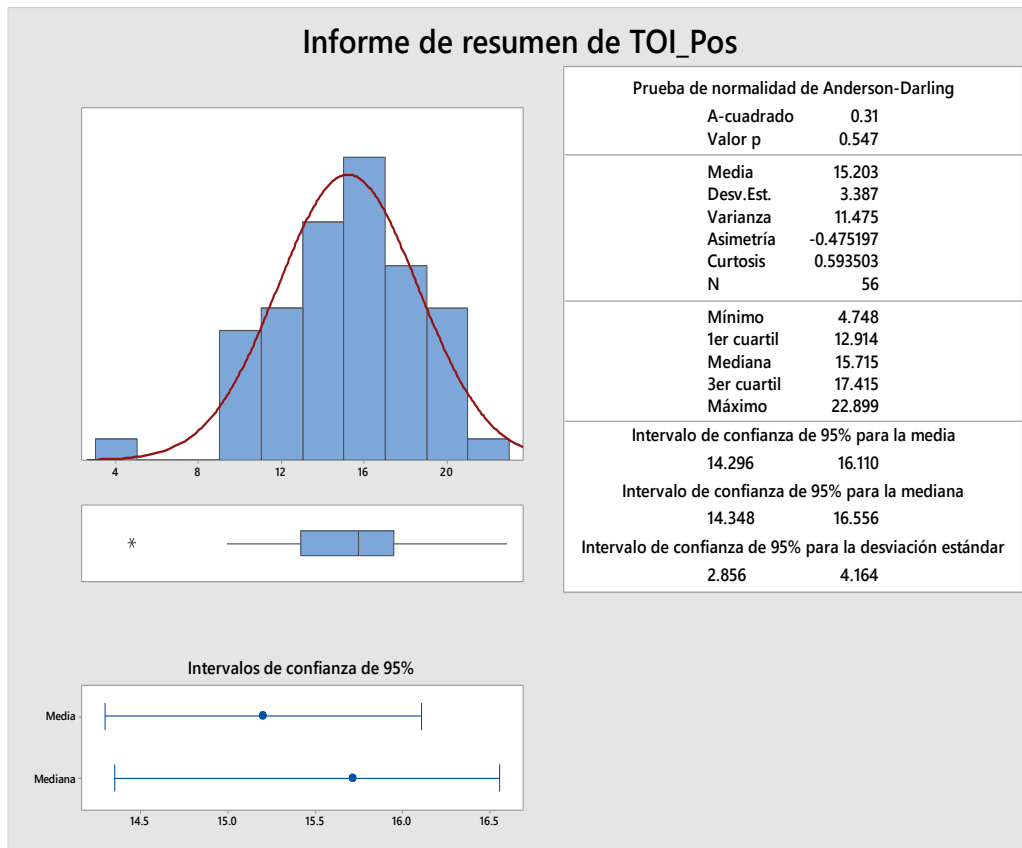 Informe de resumen de TOI_Pos
Prueba de normalidad de Anderson-Darling
A-cuadrado 0.31
Valor p 0.547
Media 15.203
Desv.Est. 3.387
Varianza 11.475
Asimetría -0.475197
Curtosis 0.593503
N 56
Mínimo 4.748
1er cuartil 12.914
Mediana 15.715
3er cuartil 17.415
Máximo 22.899
Intervalo de confianza de 95% para la media
14.296 16.110
Intervalo de confianza de 95% para la mediana
14.348 16.556
Intervalo de confianza de 95% para la desviación estándar
2.856 4.164
4 8 12 16 20
Intervalos de confianza de 95%
Media
Mediana
14.5 15.0 15.5 16.0 16.5